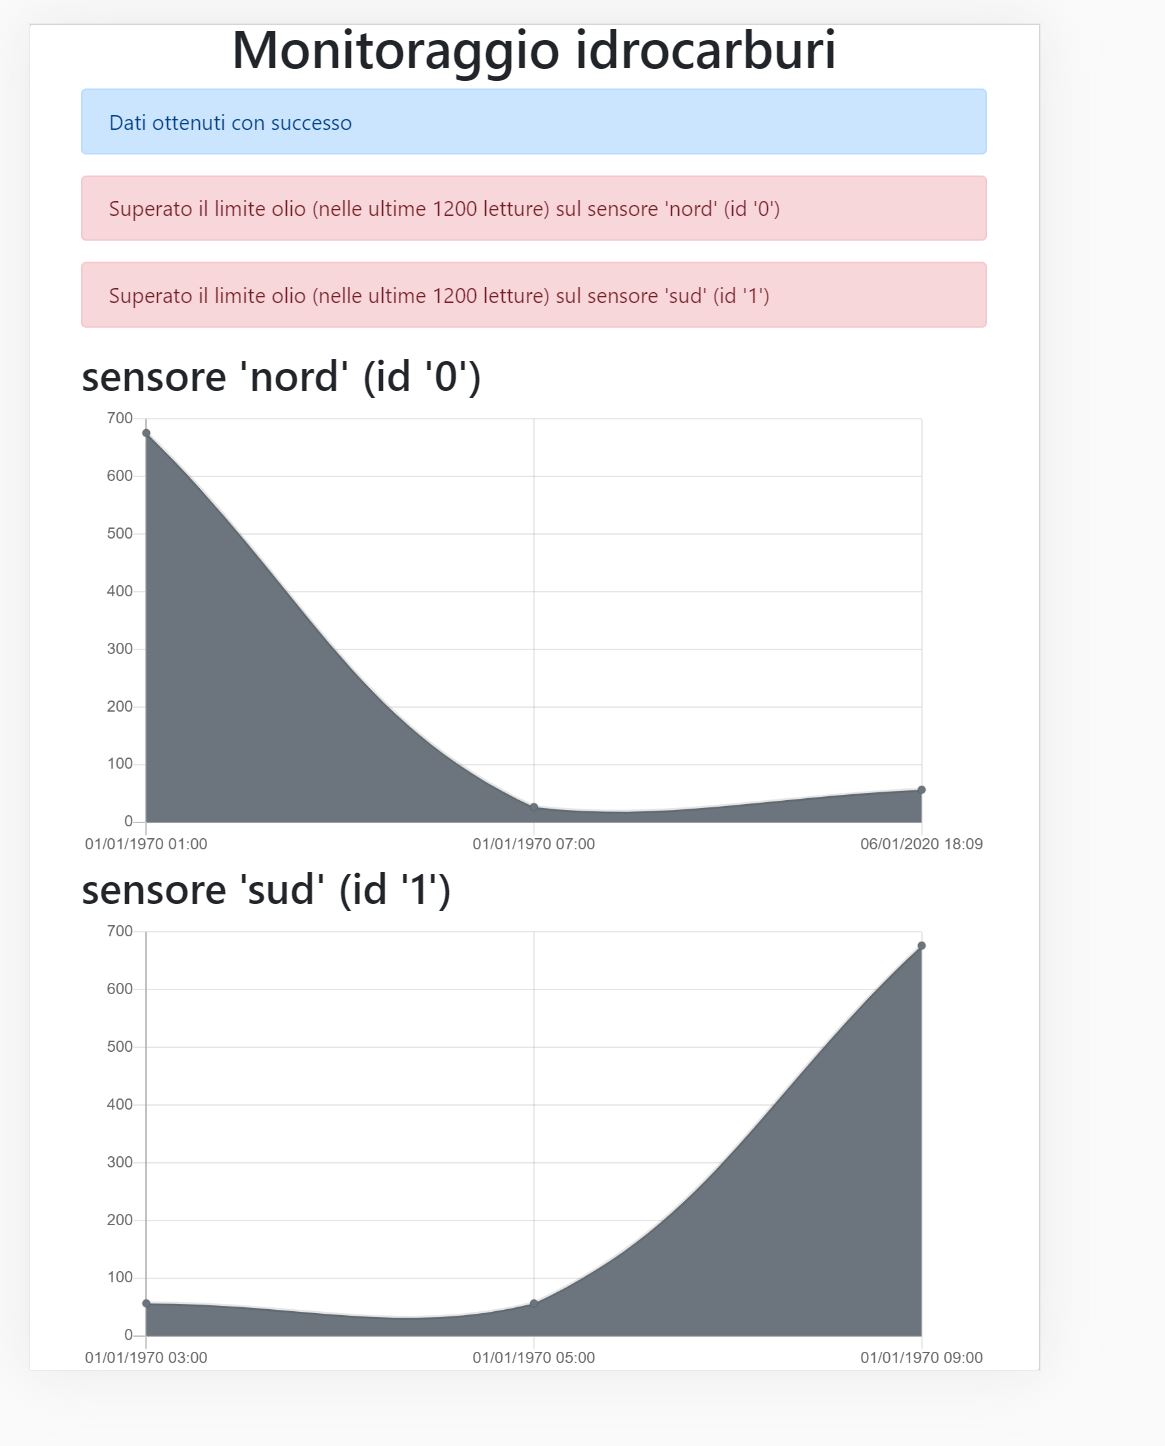 Monitoraggio idrocarburi
Dati ottenuti con successo
Superato il limite olio (nelle ultime 1200 letture) sul sensore 'nord' (id '0')
Superato il limite olio (nelle ultime 1200 letture) sul sensore 'sud' (id '1')
sensore 'nord' (id '0')
700
600
500
400
300
200
100
0
01/01/1970 01:00 01/01/1970 07:00 06/01/2020 18:09
sensore 'sud' (id '1')
700
600
500
400
300
200
100
0
01/01/1970 03:00 01/01/1970 05:00 01/01/1970 09:00